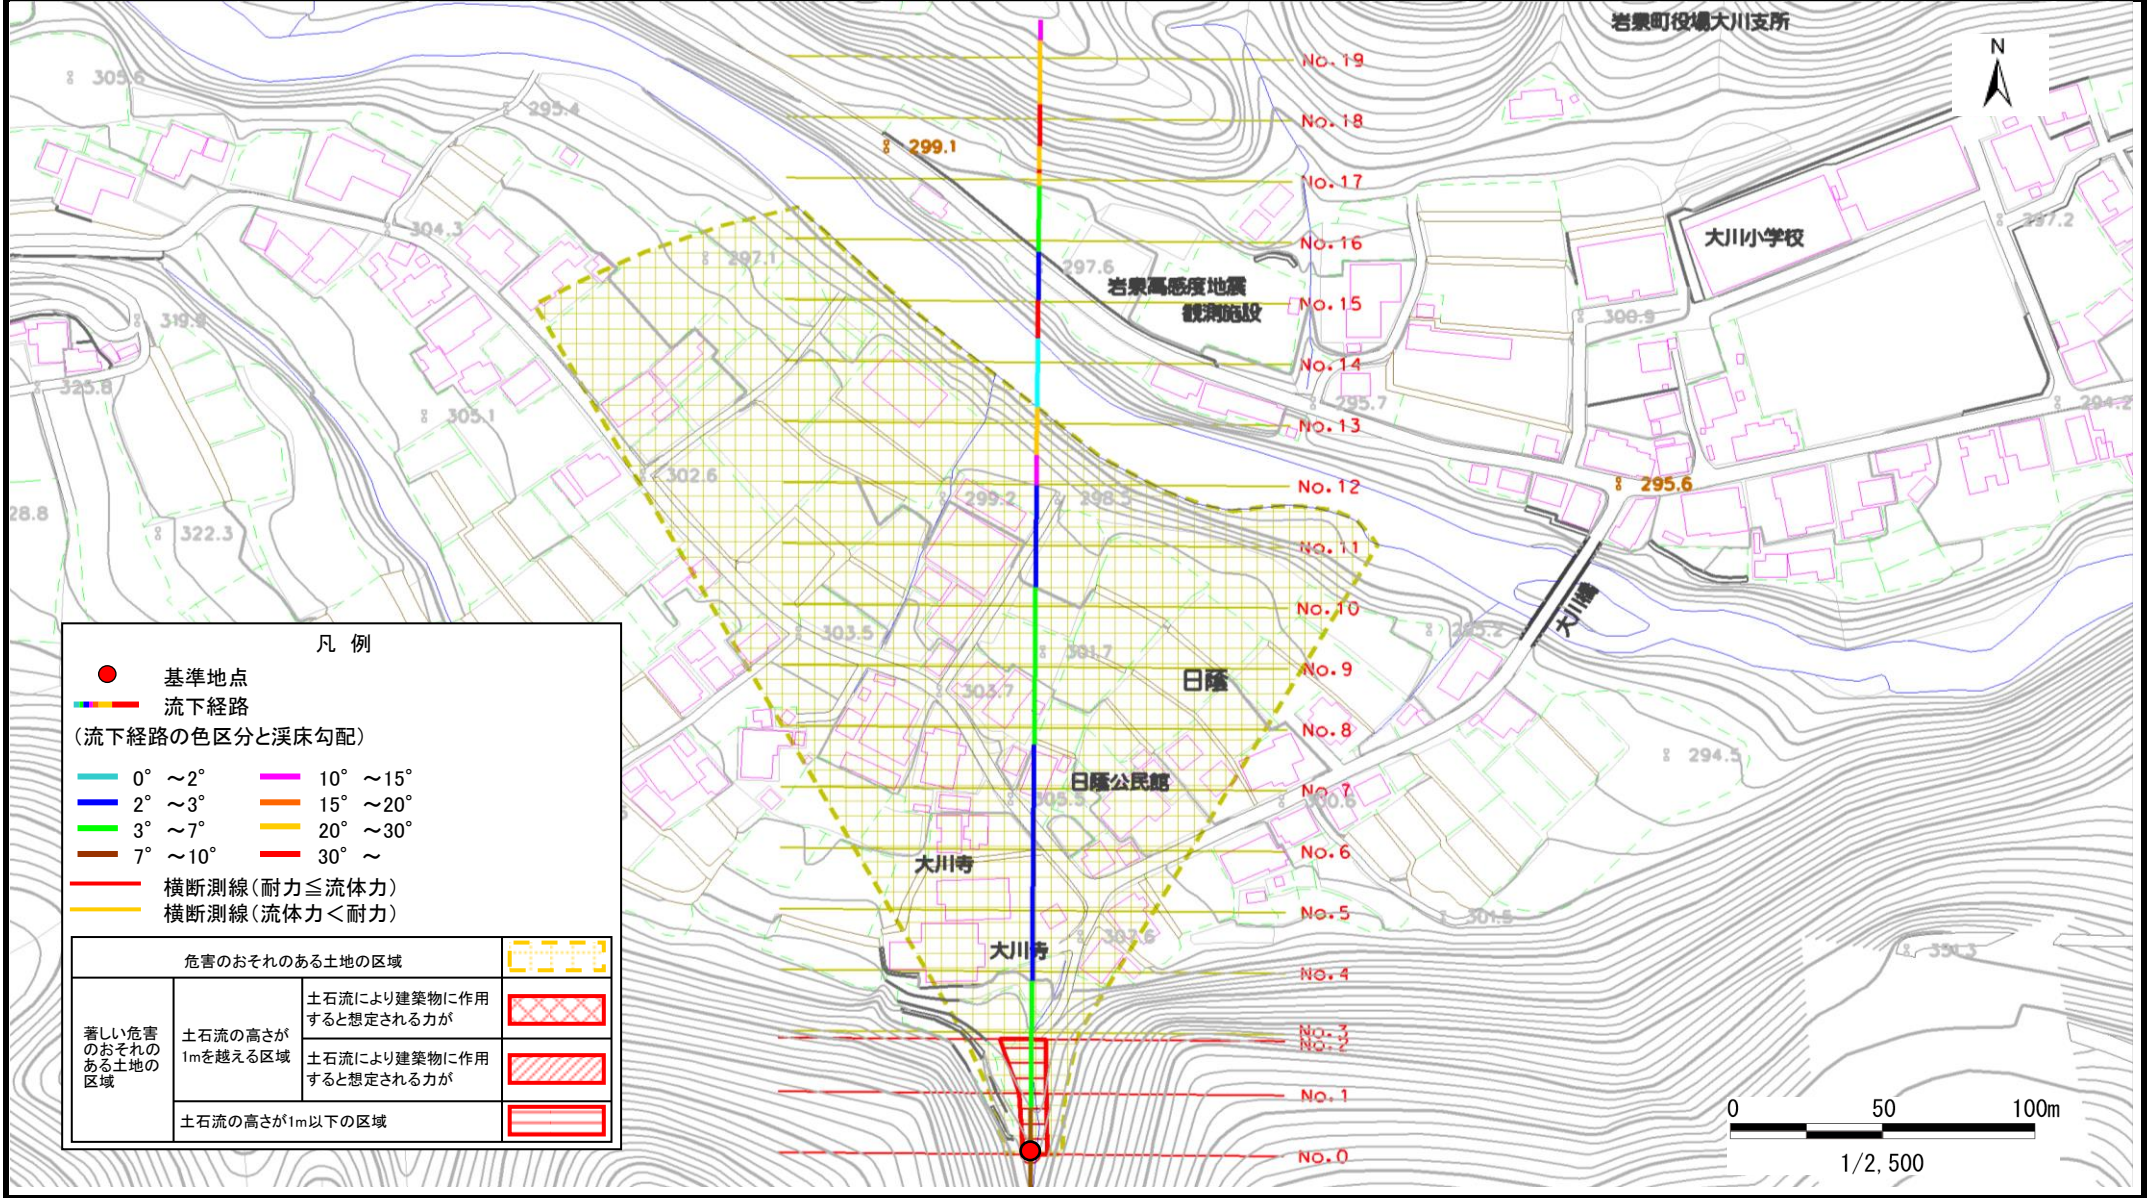 岩泉町役場大川支所
N
No.19
305.6
295.4
No.18
299.1
No.17
大川小学校
297.2
304.3
No.16
297.1
297.6
岩泉高感度地震
観測施設
No.15
319.9
300.9
No.14
325.8
295.7
294.2
305.1
No.13
302.6
295.6
299.2
298.5
No.12
28.8
322.3
No.11
大川橋
No.10
303.5
295.2
301.7
日蔭
No.9
303.7
No.8
294.5
日蔭公民館
No.7
305.5
300.6
No.6
大川寺
No.5
301.5
307.6
大川寺
No.4
No.3
No.2
No.1
No.0
凡 例
基準地点
流下経路
（流下経路の色区分と渓床勾配）
0° ～2°
10° ～15°
2° ～3°
15° ～20°
3° ～7°
20° ～30°
7° ～10°
30° ～
横断測線（耐力≦流体力）
横断測線（流体力＜耐力）
危害のおそれのある土地の区域
著しい危害
のおそれの
ある土地の
区域
土石流の高さが
1mを越える区域
土石流により建築物に作用
すると想定される力が
土石流により建築物に作用
すると想定される力が
土石流の高さが1m以下の区域
0 50 100m
1/2,500